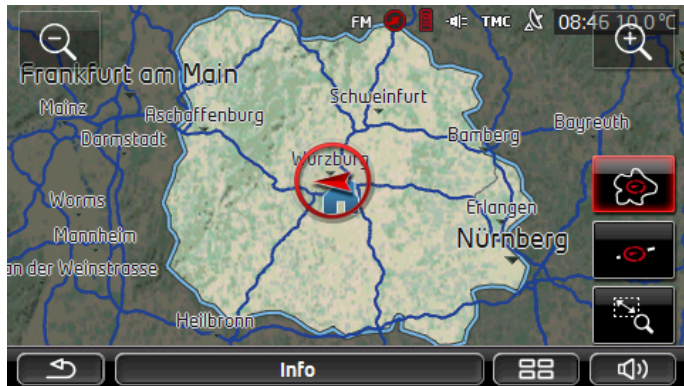 FM TMC 08:46 10.0°C
Frankfurt am Main
Mainz
Schweinfurt
Aschaffenburg
Bayreuth
Darmstadt
Bamberg
Würzburg
Worms
Erlangen
Mannheim
Nürnberg
an der Weinstrasse
Heilbronn
Info